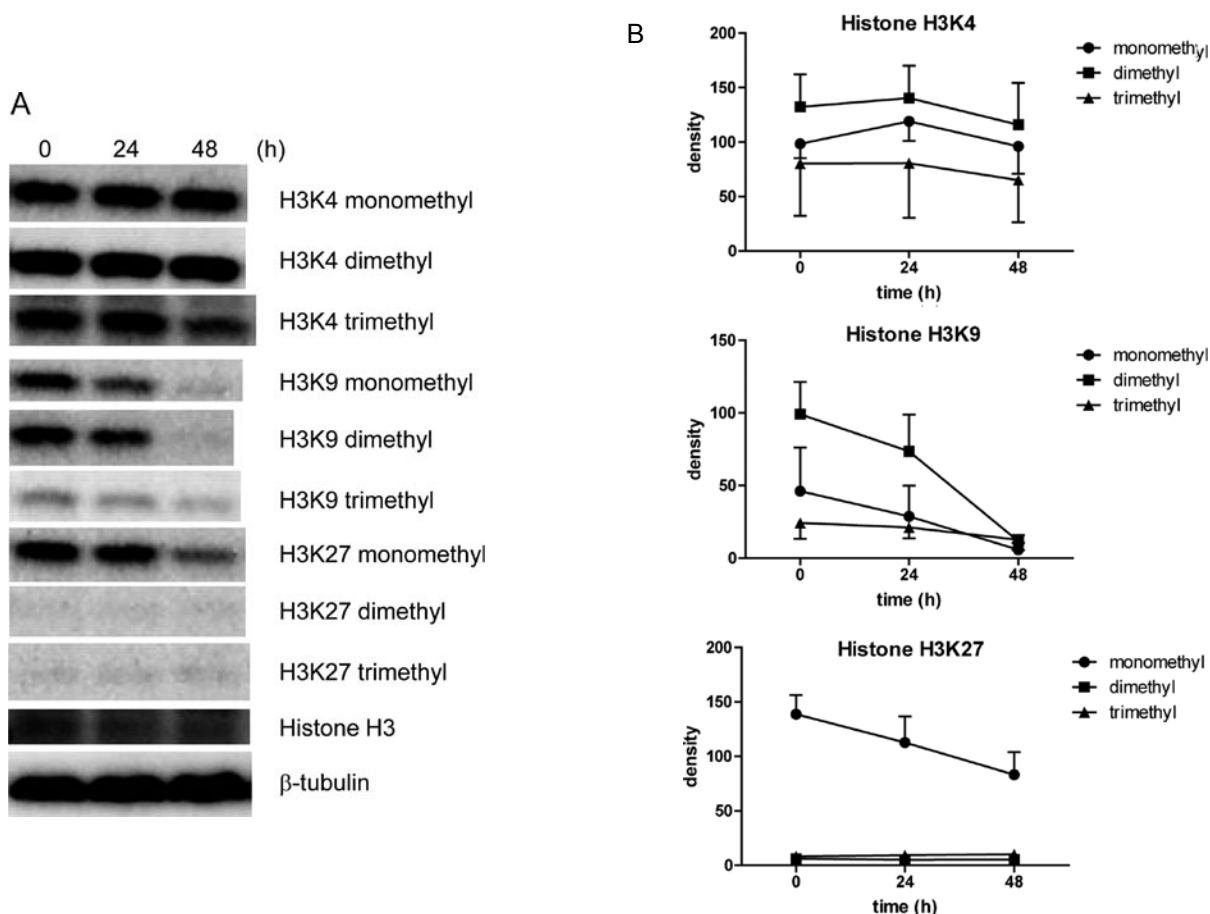 A
0 24 48 (h)
H3K4 monomethyl
H3K4 dimethyl
H3K4 trimethyl
H3K9 monomethyl
H3K9 dimethyl
H3K9 trimethyl
H3K27 monomethyl
H3K27 dimethyl
H3K27 trimethyl
Histone H3
β-tubulin
B
Histone H3K4
monomethyl
dimethyl
trimethyl
density
200
150
100
50
0
0 24 48
time (h)
Histone H3K9
monomethyl
dimethyl
trimethyl
density
150
100
50
0
0 24 48
time (h)
Histone H3K27
monomethyl
dimethyl
trimethyl
density
200
150
100
50
0
0 24 48
time (h)